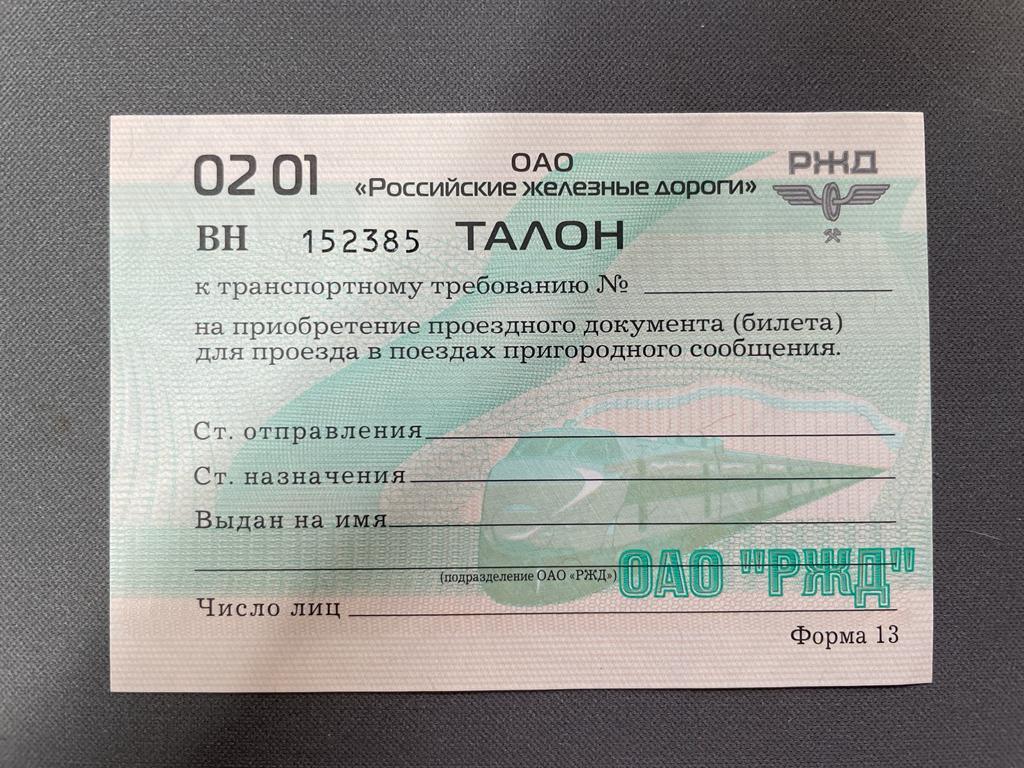 02 01
ОАО
«Российские железные дороги»
РЖД
ВН 152385 ТАЛОН
к транспортному требованию №
на приобретение проездного документа (билета)
для проезда в поездах пригородного сообщения.
Ст. отправления
Ст. назначения
Выдан на имя
(подразделение ОАО «РЖД»)
ОАО "РЖД"
Число лиц
Форма 13